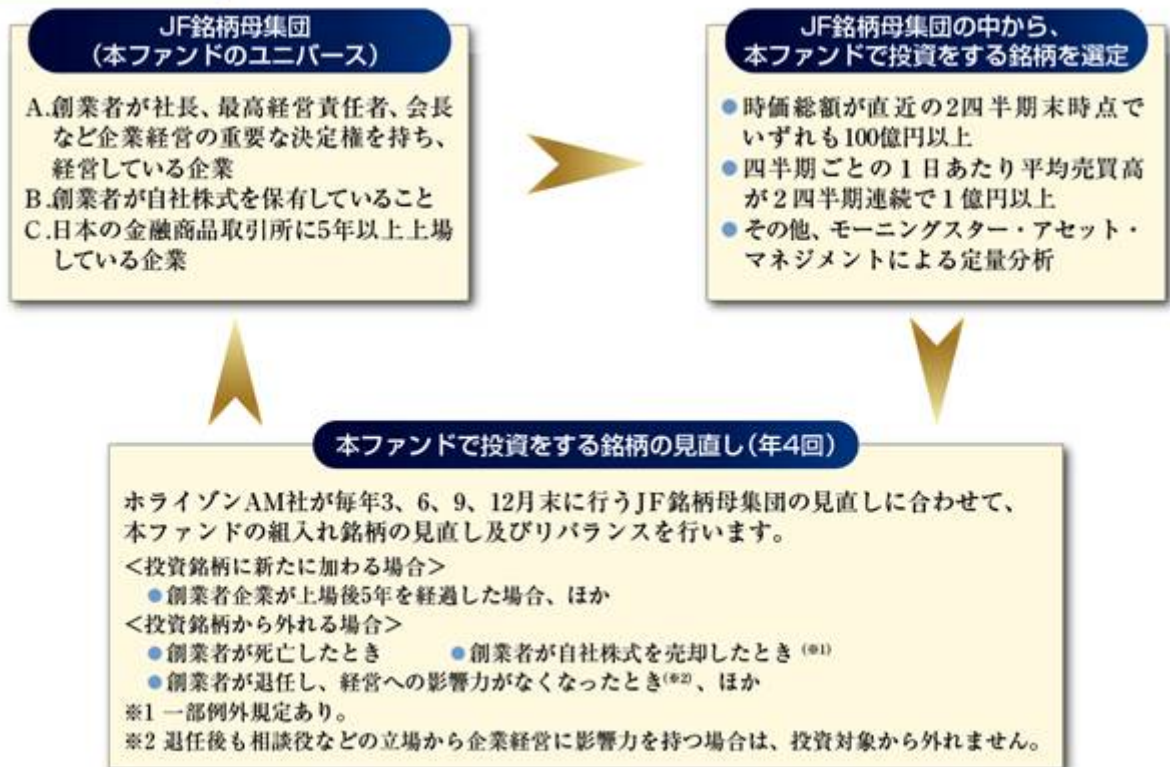 JF銘柄母集団
(本ファンドのユニバース)
A.創業者が社長、最高経営責任者、会長
など企業経営の重要な決定権を持ち、
経営している企業
B.創業者が自社株式を保有していること
C.日本の金融商品取引所に5年以上上場
している企業
JF銘柄母集団の中から、
本ファンドで投資をする銘柄を選定
●時価総額が直近の2四半期末時点で
いずれも100億円以上
●四半期ごとの1日あたり平均売買高
が2四半期連続で1億円以上
●その他、モーニングスター・アセット・
マネジメントによる定量分析
本ファンドで投資をする銘柄の見直し(年4回)
ホライゾンAM社が毎年3、6、9、12月末に行うJF銘柄母集団の見直しに合わせて、
本ファンドの組入れ銘柄の見直し及びリバランスを行います。
<投資銘柄に新たに加わる場合>
●創業者企業が上場後5年を経過した場合、ほか
<投資銘柄から外れる場合>
●創業者が死亡したとき ●創業者が自社株式を売却したとき(※1)
●創業者が退任し、経営への影響力がなくなったとき(※2)、ほか
※1 一部例外規定あり。
※2 退任後も相談役などの立場から企業経営に影響力を持つ場合は、投資対象から外れません。